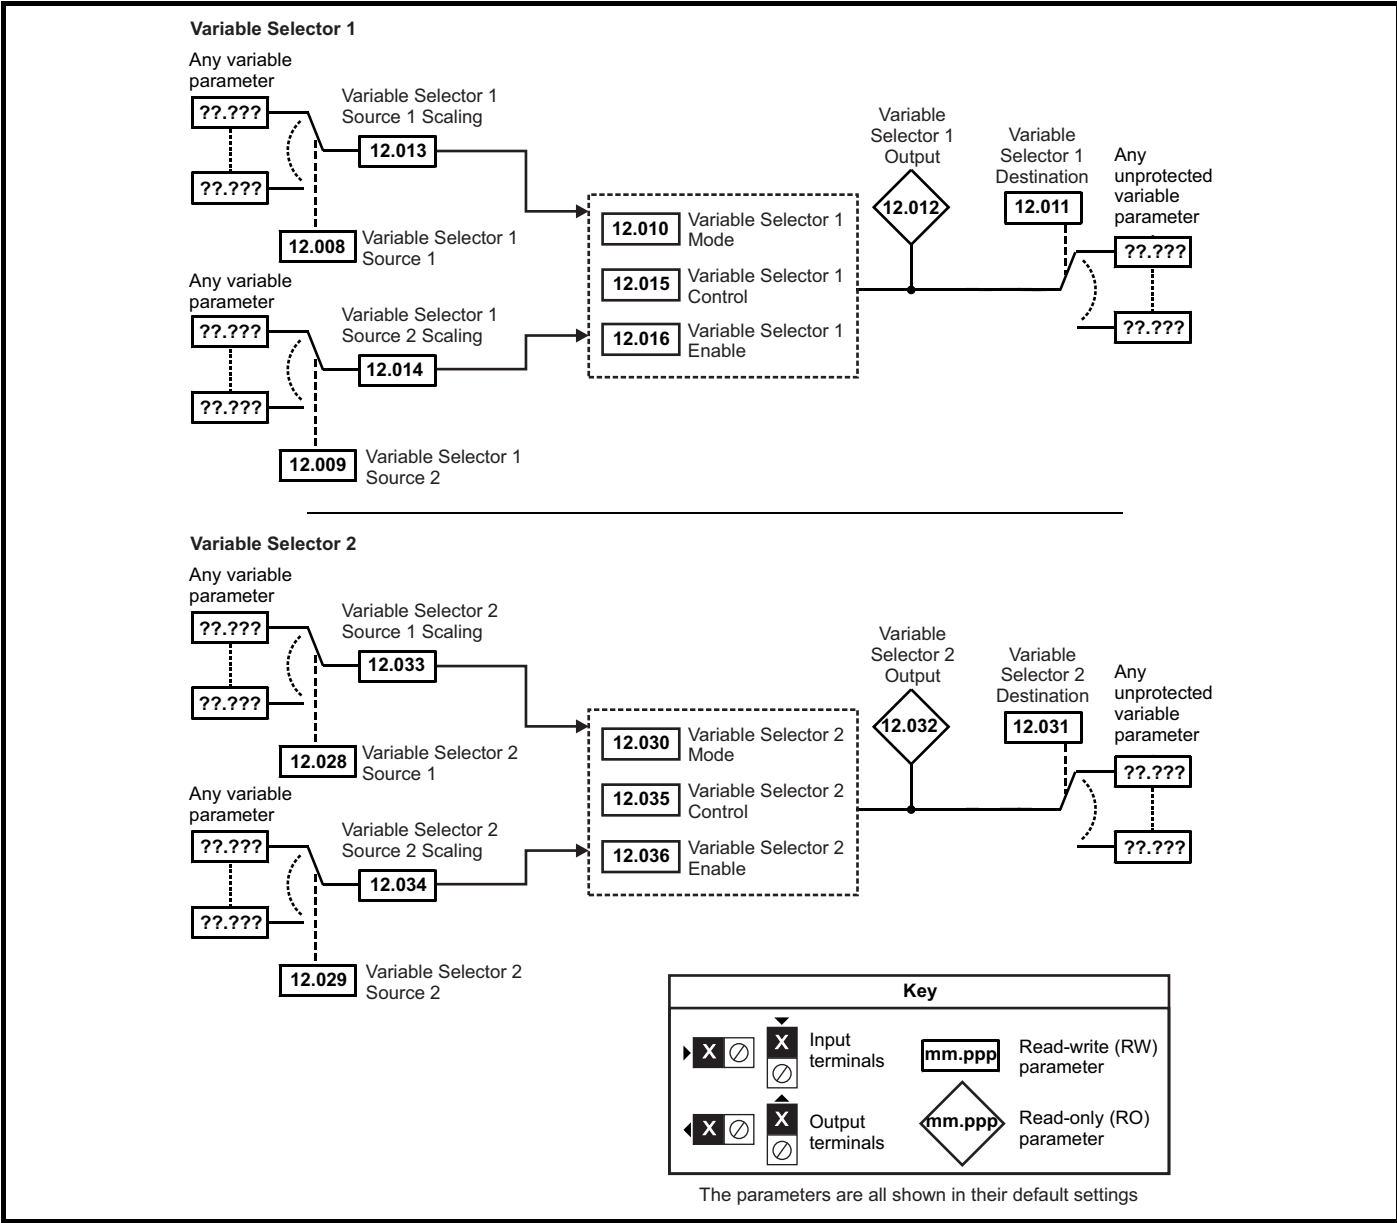 Variable Selector 1
Any variable
parameter
??.???
??.???
Variable Selector 1
Source 1 Scaling
12.013
12.008
Variable Selector 1
Source 1
Any variable
parameter
??.???
??.???
Variable Selector 1
Source 2 Scaling
12.014
12.009
Variable Selector 1
Source 2
12.010
Variable Selector 1
Mode
12.015
Variable Selector 1
Control
12.016
Variable Selector 1
Enable
Variable
Selector 1
Output
12.012
Variable
Selector 1
Destination
12.011
Any
unprotected
variable
parameter
??.???
??.???
Variable Selector 2
Any variable
parameter
??.???
??.???
Variable Selector 2
Source 1 Scaling
12.033
12.028
Variable Selector 2
Source 1
Any variable
parameter
??.???
??.???
Variable Selector 2
Source 2 Scaling
12.034
12.029
Variable Selector 2
Source 2
12.030
Variable Selector 2
Mode
12.035
Variable Selector 2
Control
12.036
Variable Selector 2
Enable
Variable
Selector 2
Output
12.032
Variable
Selector 2
Destination
12.031
Any
unprotected
variable
parameter
??.???
??.???
Key
X
X
Input
terminals
mm.ppp
Read-write (RW)
parameter
X
X
Output
terminals
mm.ppp
Read-only (RO)
parameter
The parameters are all shown in their default settings